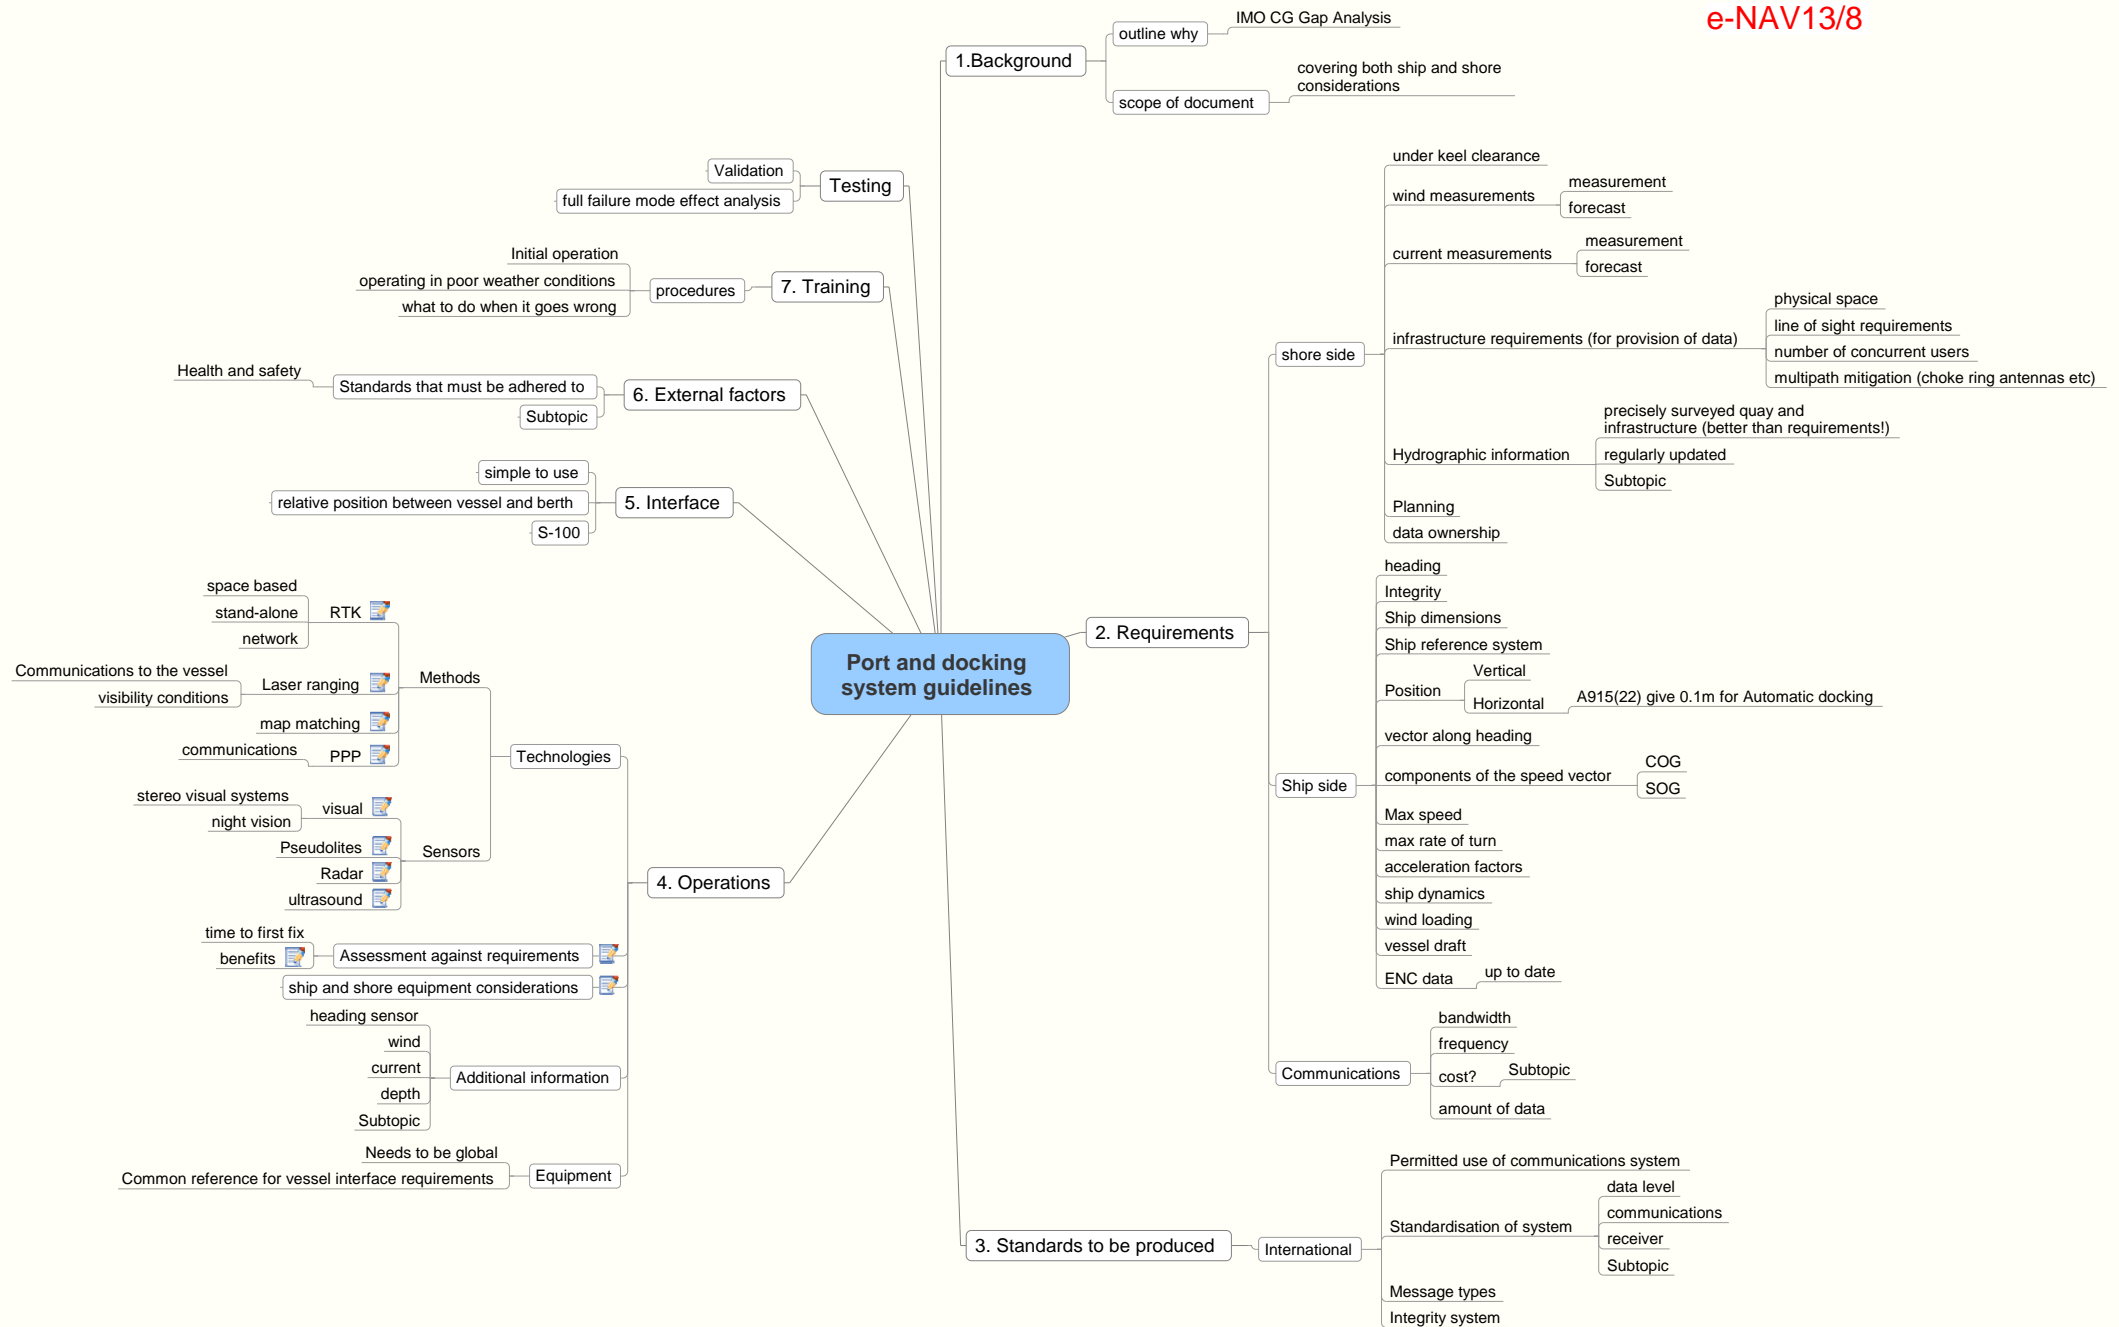 e-NAV13/8
Port and docking
system guidelines
1.Background
outline why
IMO CG Gap Analysis
scope of document
covering both ship and shore
considerations
2. Requirements
shore side
under keel clearance
wind measurements
measurement
forecast
current measurements
measurement
forecast
infrastructure requirements (for provision of data)
physical space
line of sight requirements
number of concurrent users
multipath mitigation (choke ring antennas etc)
Hydrographic information
precisely surveyed quay and
infrastructure (better than requirements!)
regularly updated
Subtopic
Planning
data ownership
Ship side
heading
Integrity
Ship dimensions
Ship reference system
Position
Vertical
Horizontal
A915(22) give 0.1m for Automatic docking
vector along heading
components of the speed vector
COG
SOG
Max speed
max rate of turn
acceleration factors
ship dynamics
wind loading
vessel draft
ENC data
up to date
Communications
bandwidth
frequency
cost?
Subtopic
amount of data
3. Standards to be produced
International
Permitted use of communications system
Standardisation of system
data level
communications
receiver
Subtopic
Message types
Integrity system
4. Operations
Technologies
Methods
RTK
space based
stand-alone
network
Laser ranging
Communications to the vessel
visibility conditions
map matching
PPP
communications
Sensors
visual
stereo visual systems
night vision
Pseudolites
Radar
ultrasound
Assessment against requirements
time to first fix
benefits
ship and shore equipment considerations
Additional information
heading sensor
wind
current
depth
Subtopic
Equipment
Needs to be global
Common reference for vessel interface requirements
5. Interface
simple to use
relative position between vessel and berth
S-100
6. External factors
Standards that must be adhered to
Health and safety
Subtopic
7. Training
procedures
Initial operation
operating in poor weather conditions
what to do when it goes wrong
Testing
Validation
full failure mode effect analysis